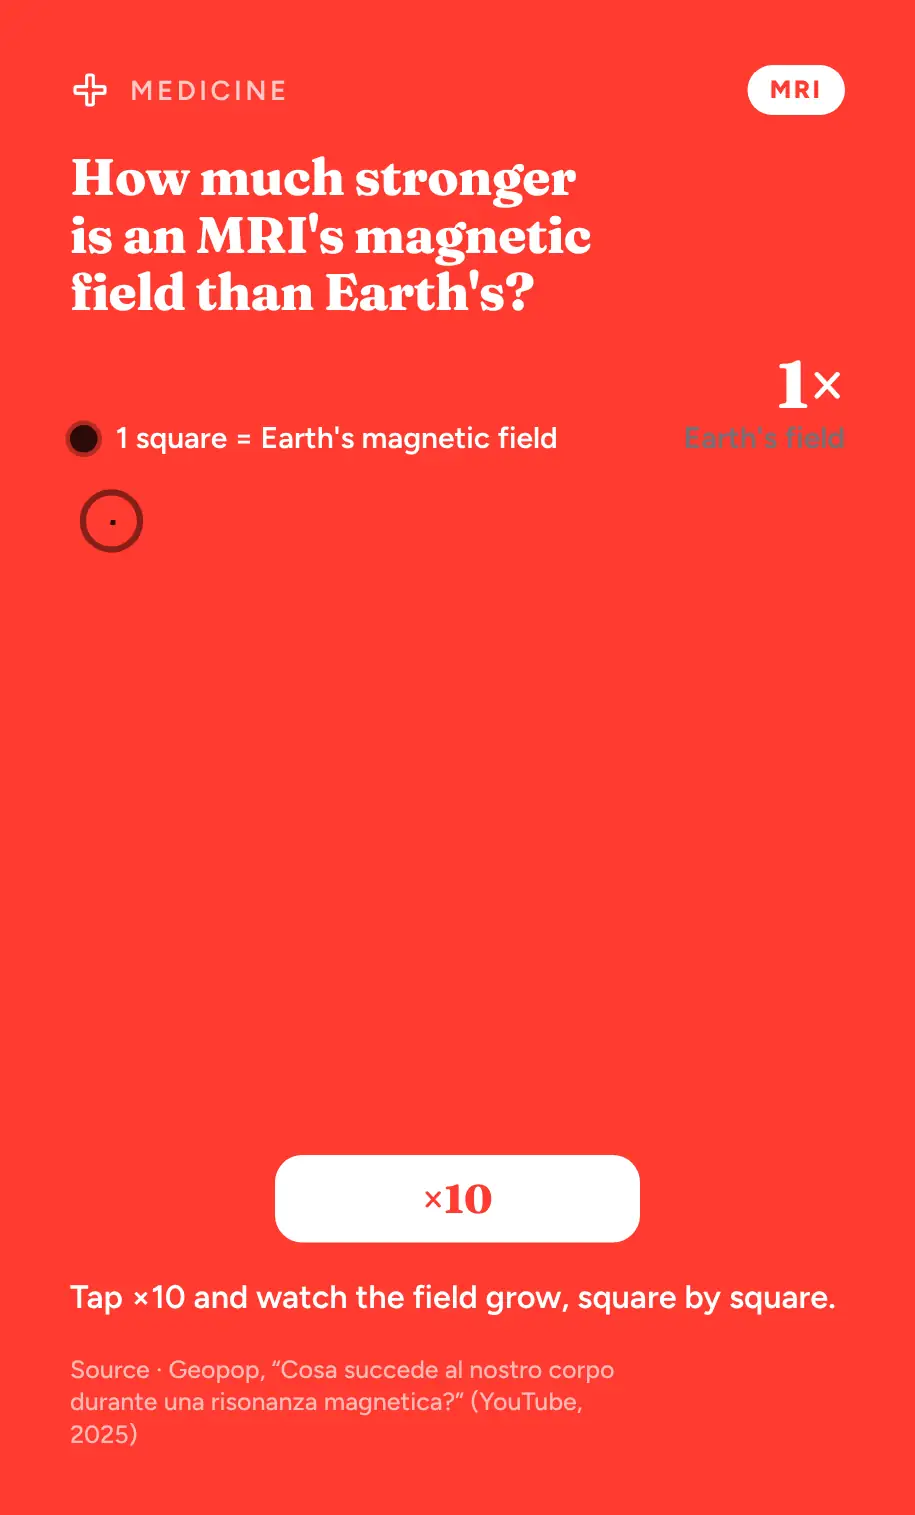 MEDICINE
MRI
How much stronger
is an MRI's magnetic
field than Earth's?
1×
1 square = Earth's magnetic field
Earth's field
×10
Tap ×10 and watch the field grow, square by square.
Source · Geopop, “Cosa succede al nostro corpo
durante una risonanza magnetica?” (YouTube,
2025)